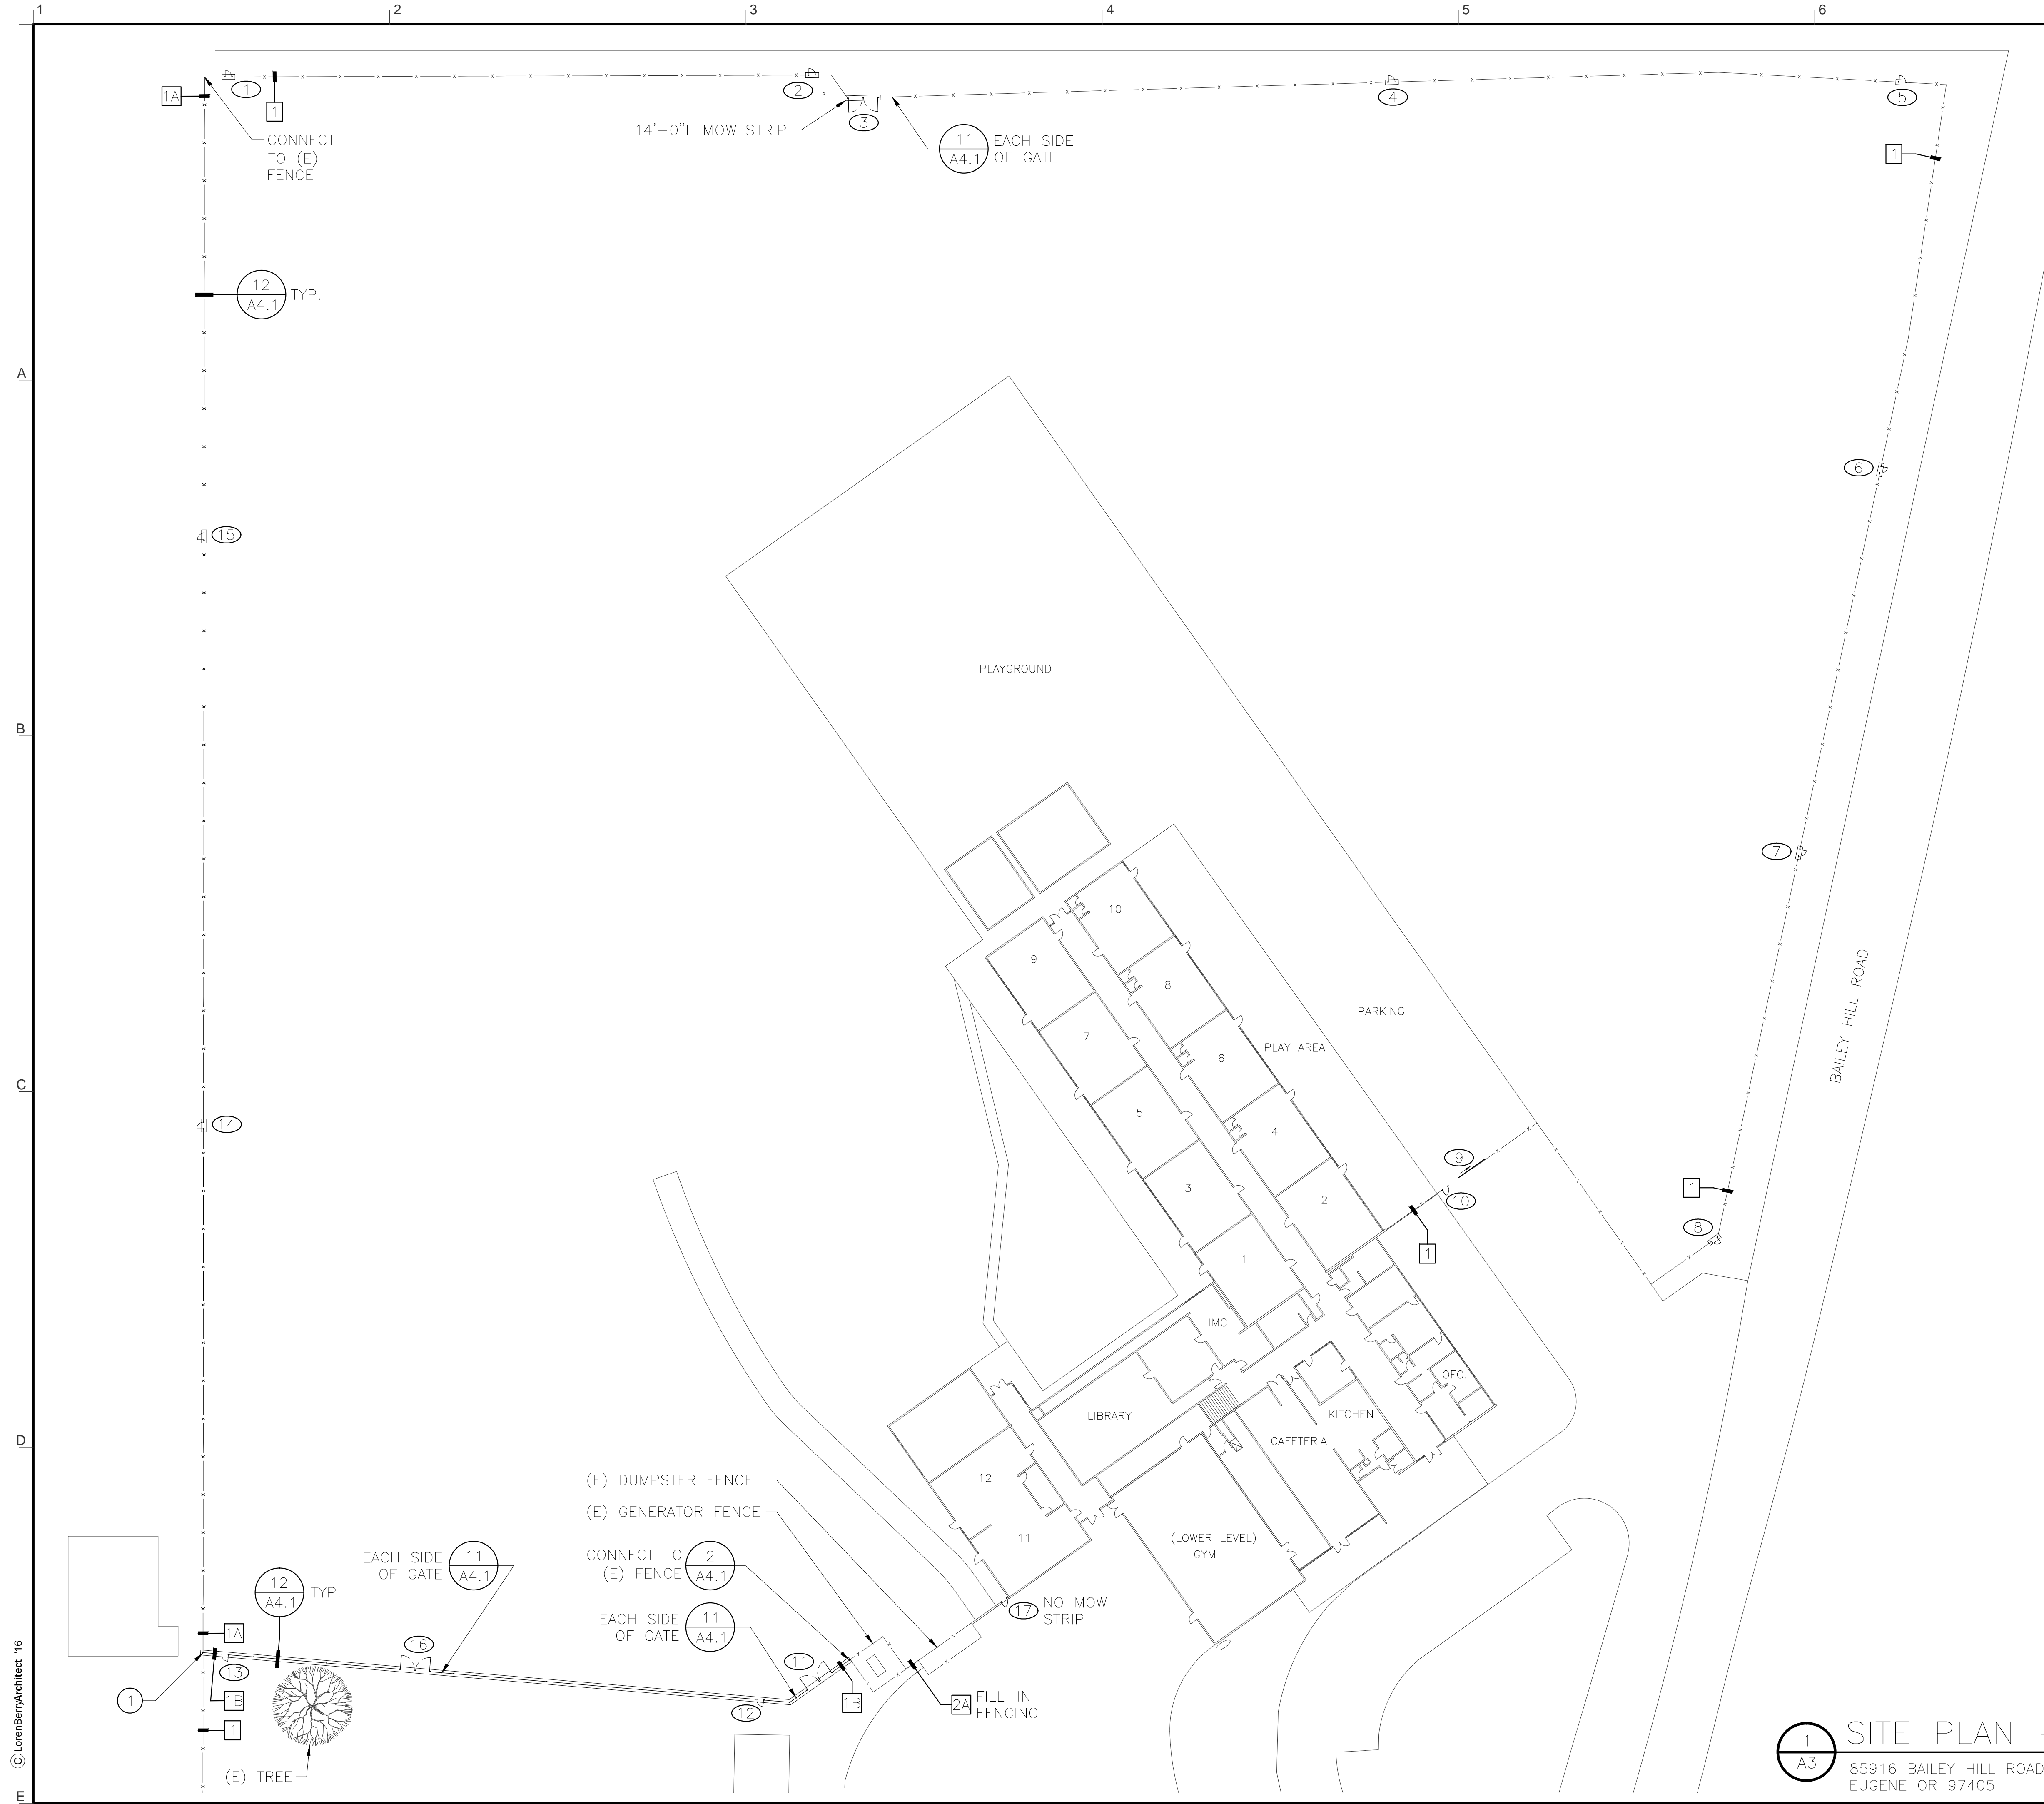 1
2
3
4
5
6
1
1A
1
CONNECT
TO (E)
FENCE
2
14'-0"L MOW STRIP
3
11
A4.1
EACH SIDE
OF GATE
4
5
1
12
A4.1
TYP.
A
6
15
PLAYGROUND
B
7
10
9
8
7
6
5
4
3
2
1
PARKING
PLAY AREA
BAILEY HILL ROAD
C
14
9
10
1
1
8
IMC
OFC.
LIBRARY
KITCHEN
CAFETERIA
D
12
11
(LOWER LEVEL)
GYM
(E) DUMPSTER FENCE
(E) GENERATOR FENCE
CONNECT TO
(E) FENCE
2
A4.1
EACH SIDE
OF GATE
11
A4.1
EACH SIDE
OF GATE
11
A4.1
12
A4.1
TYP.
17
NO MOW
STRIP
1A
16
13
11
1B
12
1B
2A
FILL-IN
FENCING
1
1
(E) TREE
© LorenBerryArchitect '16
1
A3
SITE PLAN -
85916 BAILEY HILL ROAD
EUGENE OR 97405
E